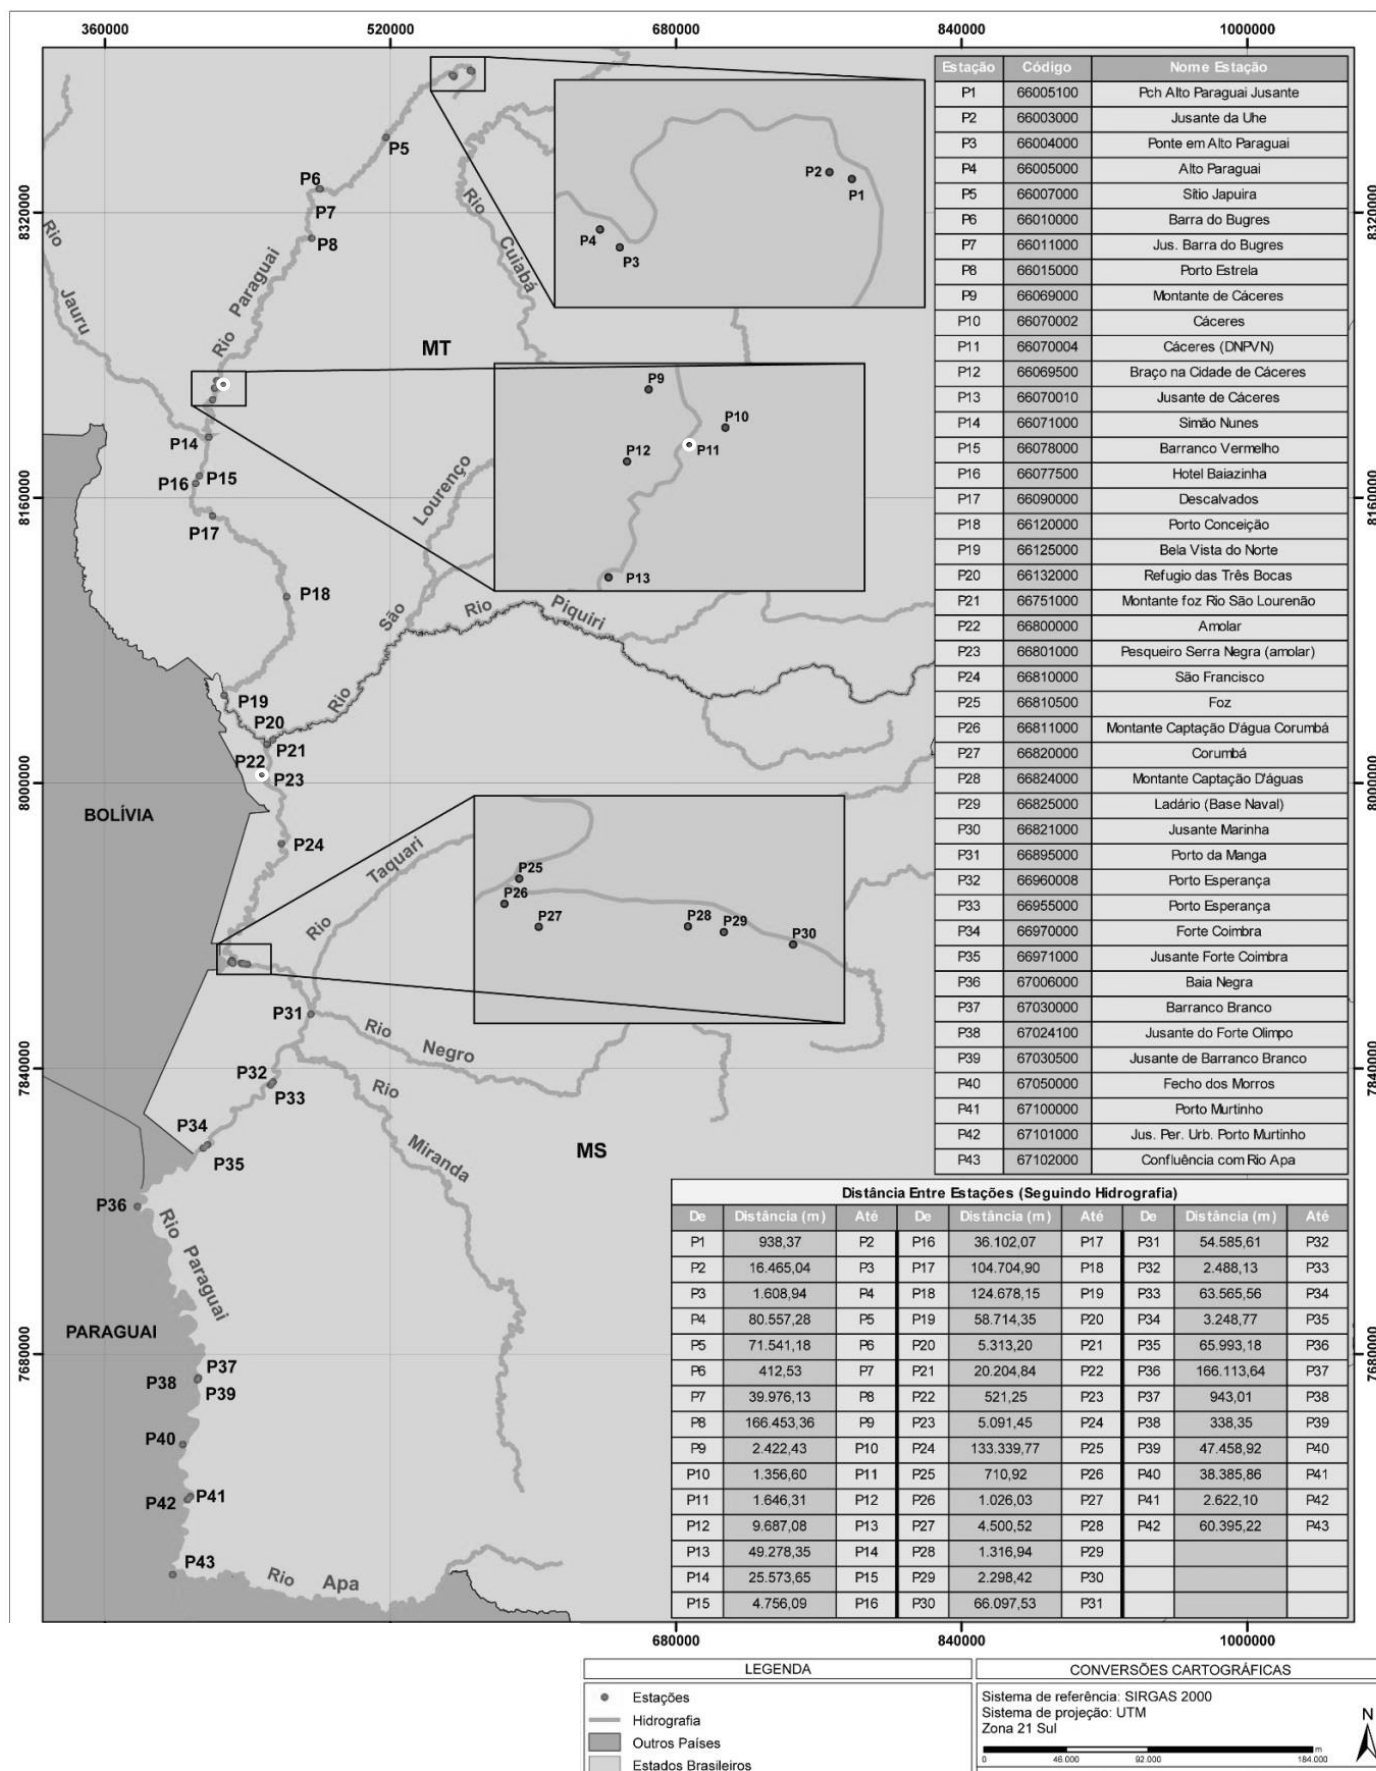 360000 520000 680000 840000 1000000
8320000 8320000
8160000 8160000
8000000 8000000
7840000 7840000
7680000 7680000
680000 840000 1000000
P5
P6
P7
P8
Rio Jauru
Rio Paraguai
Rio Cuiabá
MT
P2
P1
P4
P3
P9
P10
P11
P12
P13
P14
P15
P16
P17
P18
São Lourenço
Rio
Rio Piquiri
P19
P20
P21
P22
P23
BOLÍVIA
P24
Rio Taquari
P25
P26
P27
P28
P29
P30
P31
Rio Negro
P32
P33
Rio Miranda
MS
P34
P35
P36
Rio Paraguai
PARAGUAI
P37
P38
P39
P40
P41
P42
P43
Rio Apa
Estação Código Nome Estação
P1 66005100 Pch Alto Paraguai Jusante
P2 66003000 Jusante da Uhe
P3 66004000 Ponte em Alto Paraguai
P4 66005000 Alto Paraguai
P5 66007000 Sítio Japuira
P6 66010000 Barra do Bugres
P7 66011000 Jus. Barra do Bugres
P8 66015000 Porto Estrela
P9 66069000 Montante de Cáceres
P10 66070002 Cáceres
P11 66070004 Cáceres (DNPVN)
P12 66069500 Braço na Cidade de Cáceres
P13 66070010 Jusante de Cáceres
P14 66071000 Simão Nunes
P15 66078000 Barranco Vermelho
P16 66077500 Hotel Baiazinha
P17 66090000 Descalvados
P18 66120000 Porto Conceição
P19 66125000 Bela Vista do Norte
P20 66132000 Refugio das Três Bocas
P21 66751000 Montante foz Rio São Lourenão
P22 66800000 Amolar
P23 66801000 Pesqueiro Serra Negra (amolar)
P24 66810000 São Francisco
P25 66810500 Foz
P26 66811000 Montante Captação D'água Corumbá
P27 66820000 Corumbá
P28 66824000 Montante Captação D'águas
P29 66825000 Ladário (Base Naval)
P30 66821000 Jusante Marinha
P31 66895000 Porto da Manga
P32 66960008 Porto Esperança
P33 66955000 Porto Esperança
P34 66970000 Forte Coimbra
P35 66971000 Jusante Forte Coimbra
P36 67006000 Baia Negra
P37 67030000 Barranco Branco
P38 67024100 Jusante do Forte Olimpo
P39 67030500 Jusante de Barranco Branco
P40 67050000 Fecho dos Morros
P41 67100000 Porto Murtinho
P42 67101000 Jus. Per. Urb. Porto Murtinho
P43 67102000 Confluência com Rio Apa
Distância Entre Estações (Seguindo Hidrografia)
De Distância (m) Até De Distância (m) Até De Distância (m) Até
P1 938,37 P2 P16 36.102,07 P17 P31 54.585,61 P32
P2 16.465,04 P3 P17 104.704,90 P18 P32 2.488,13 P33
P3 1.608,94 P4 P18 124.678,15 P19 P33 63.565,56 P34
P4 80.557,28 P5 P19 58.714,35 P20 P34 3.248,77 P35
P5 71.541,18 P6 P20 5.313,20 P21 P35 65.993,18 P36
P6 412,53 P7 P21 20.204,84 P22 P36 166.113,64 P37
P7 39.976,13 P8 P22 521,25 P23 P37 943,01 P38
P8 166.453,36 P9 P23 5.091,45 P24 P38 338,35 P39
P9 2.422,43 P10 P24 133.339,77 P25 P39 47.458,92 P40
P10 1.356,60 P11 P25 710,92 P26 P40 38.385,86 P41
P11 1.646,31 P12 P26 1.026,03 P27 P41 2.622,10 P42
P12 9.687,08 P13 P27 4.500,52 P28 P42 60.395,22 P43
P13 49.278,35 P14 P28 1.316,94 P29
P14 25.573,65 P15 P29 2.298,42 P30
P15 4.756,09 P16 P30 66.097,53 P31
LEGENDA
Estações
Hidrografia
Outros Países
Estados Brasileiros
CONVERSÕES CARTOGRÁFICAS
Sistema de referência: SIRGAS 2000
Sistema de projeção: UTM
Zona 21 Sul
N
m
0 46.000 92.000 184.000